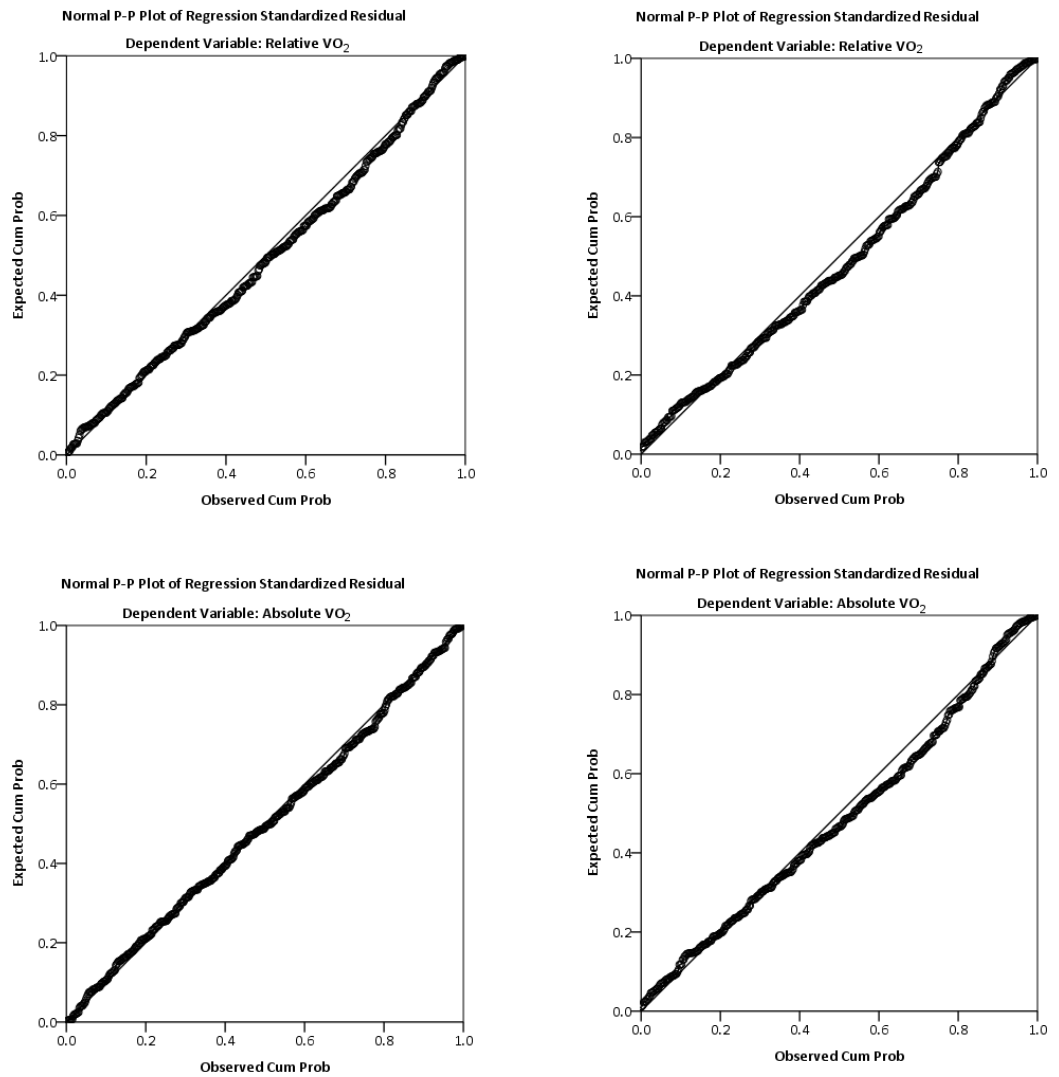 Normal P-P Plot of Regression Standardized Residual
Dependent Variable: Relative VO₂
1.0
0.8
0.6
0.4
0.2
0.0
Expected Cum Prob
0.0 0.2 0.4 0.6 0.8 1.0
Observed Cum Prob
Normal P-P Plot of Regression Standardized Residual
Dependent Variable: Relative VO₂
1.0
0.8
0.6
0.4
0.2
0.0
Expected Cum Prob
0.0 0.2 0.4 0.6 0.8 1.0
Observed Cum Prob
Normal P-P Plot of Regression Standardized Residual
Dependent Variable: Absolute VO₂
1.0
0.8
0.6
0.4
0.2
0.0
Expected Cum Prob
0.0 0.2 0.4 0.6 0.8 1.0
Observed Cum Prob
Normal P-P Plot of Regression Standardized Residual
Dependent Variable: Absolute VO₂
1.0
0.8
0.6
0.4
0.2
0.0
Expected Cum Prob
0.0 0.2 0.4 0.6 0.8 1.0
Observed Cum Prob